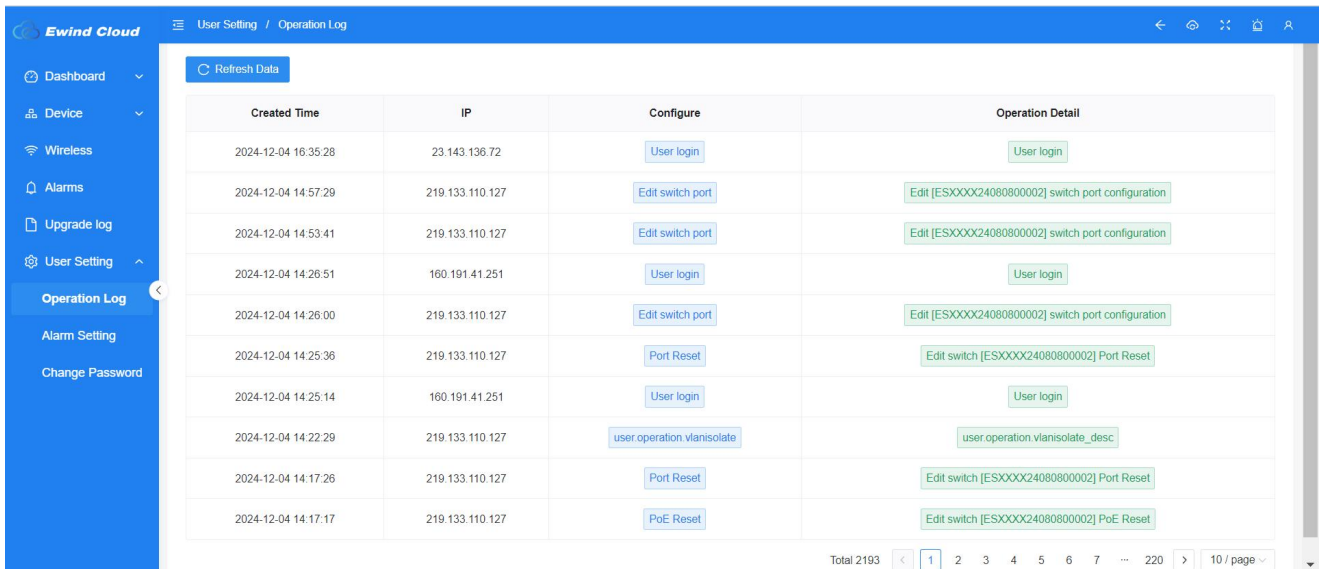 Ewind Cloud
User Setting / Operation Log
Dashboard
Device
Wireless
Alarms
Upgrade log
User Setting
Operation Log
Alarm Setting
Change Password
Refresh Data
Created Time IP Configure Operation Detail
2024-12-04 16:35:28 23.143.136.72 User login User login
2024-12-04 14:57:29 219.133.110.127 Edit switch port Edit [ESXXXX24080800002] switch port configuration
2024-12-04 14:53:41 219.133.110.127 Edit switch port Edit [ESXXXX24080800002] switch port configuration
2024-12-04 14:26:51 160.191.41.251 User login User login
2024-12-04 14:26:00 219.133.110.127 Edit switch port Edit [ESXXXX24080800002] switch port configuration
2024-12-04 14:25:36 219.133.110.127 Port Reset Edit switch [ESXXXX24080800002] Port Reset
2024-12-04 14:25:14 160.191.41.251 User login User login
2024-12-04 14:22:29 219.133.110.127 user.operation.vlanisolate user.operation.vlanisolate_desc
2024-12-04 14:17:26 219.133.110.127 Port Reset Edit switch [ESXXXX24080800002] Port Reset
2024-12-04 14:17:17 219.133.110.127 PoE Reset Edit switch [ESXXXX24080800002] PoE Reset
Total 2193 < 1 2 3 4 5 6 7 ··· 220 > 10 / page